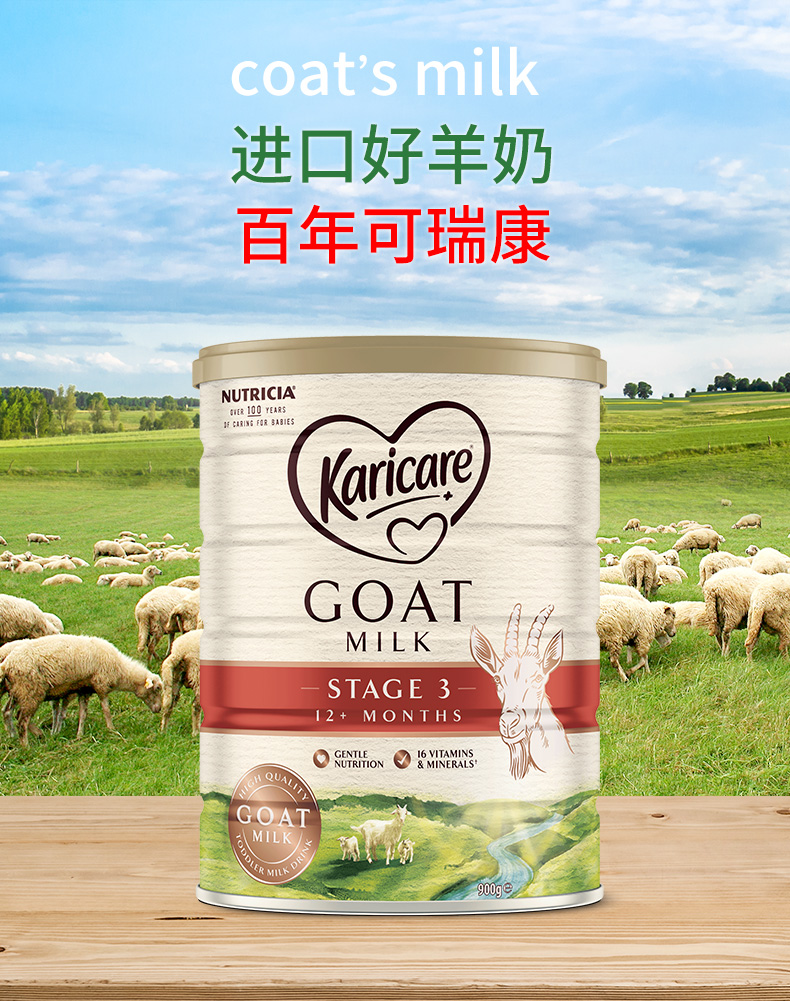 coat's milk
进口好羊奶
百年可瑞康
NUTRICIA®
OVER 100 YEARS
OF CARING FOR BABIES
Karicare®
GOAT
MILK
STAGE 3
12+ MONTHS
GENTLE
NUTRITION
16 VITAMINS
& MINERALS†
HIGH QUALITY
GOAT
MILK
TODDLER MILK DRINK
900g ℮